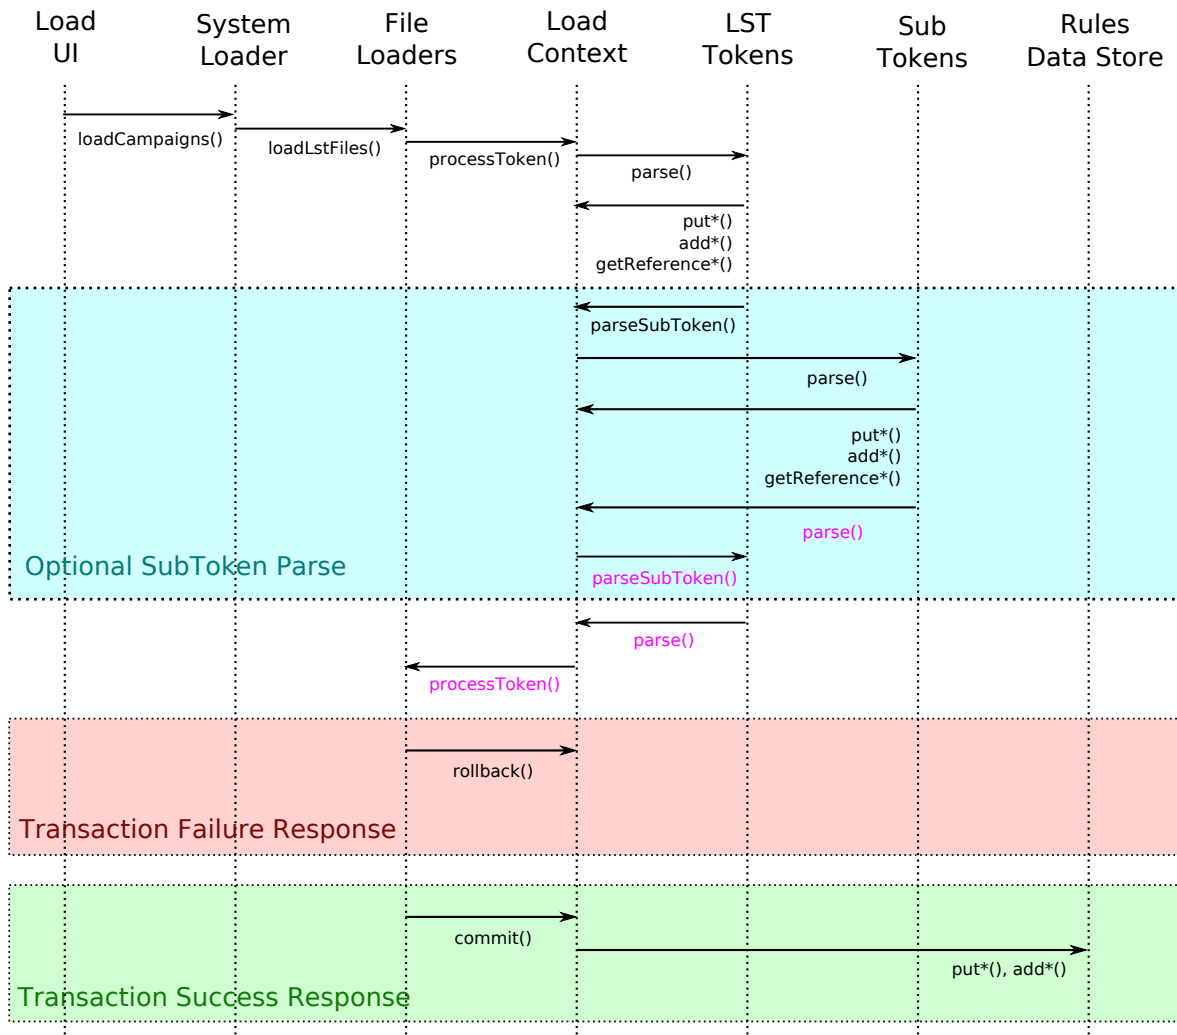 Load
UI
System
Loader
File
Loaders
Load
Context
LST
Tokens
Sub
Tokens
Rules
Data Store
loadCampaigns()
loadLstFiles()
processToken()
parse()
put*()
add*()
getReference*()
parseSubToken()
parse()
put*()
add*()
getReference*()
parse()
Optional SubToken Parse
parseSubToken()
parse()
processToken()
rollback()
Transaction Failure Response
commit()
put*(), add*()
Transaction Success Response